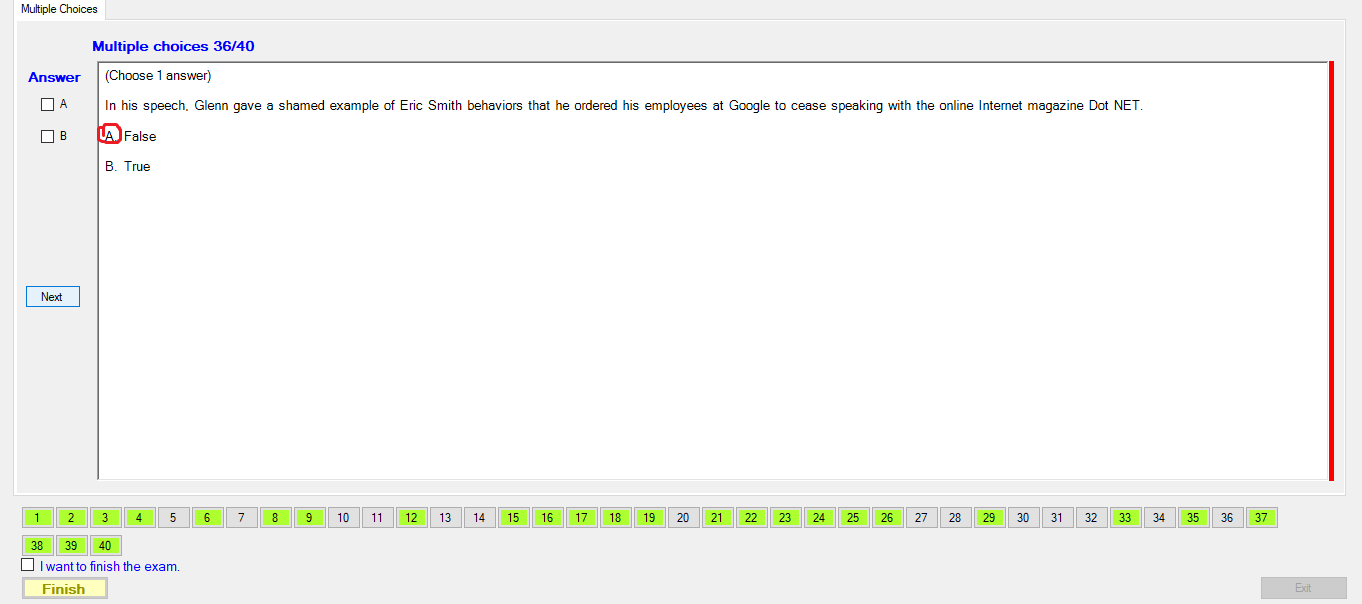 Multiple Choices
Multiple choices 36/40
Answer
A
B
(Choose 1 answer)
In his speech, Glenn gave a shamed example of Eric Smith behaviors that he ordered his employees at Google to cease speaking with the online Internet magazine Dot NET.
A. False
B. True
Next
1 2 3 4 5 6 7 8 9 10 11 12 13 14 15 16 17 18 19 20 21 22 23 24 25 26 27 28 29 30 31 32 33 34 35 36 37
38 39 40
I want to finish the exam.
Finish
Exit